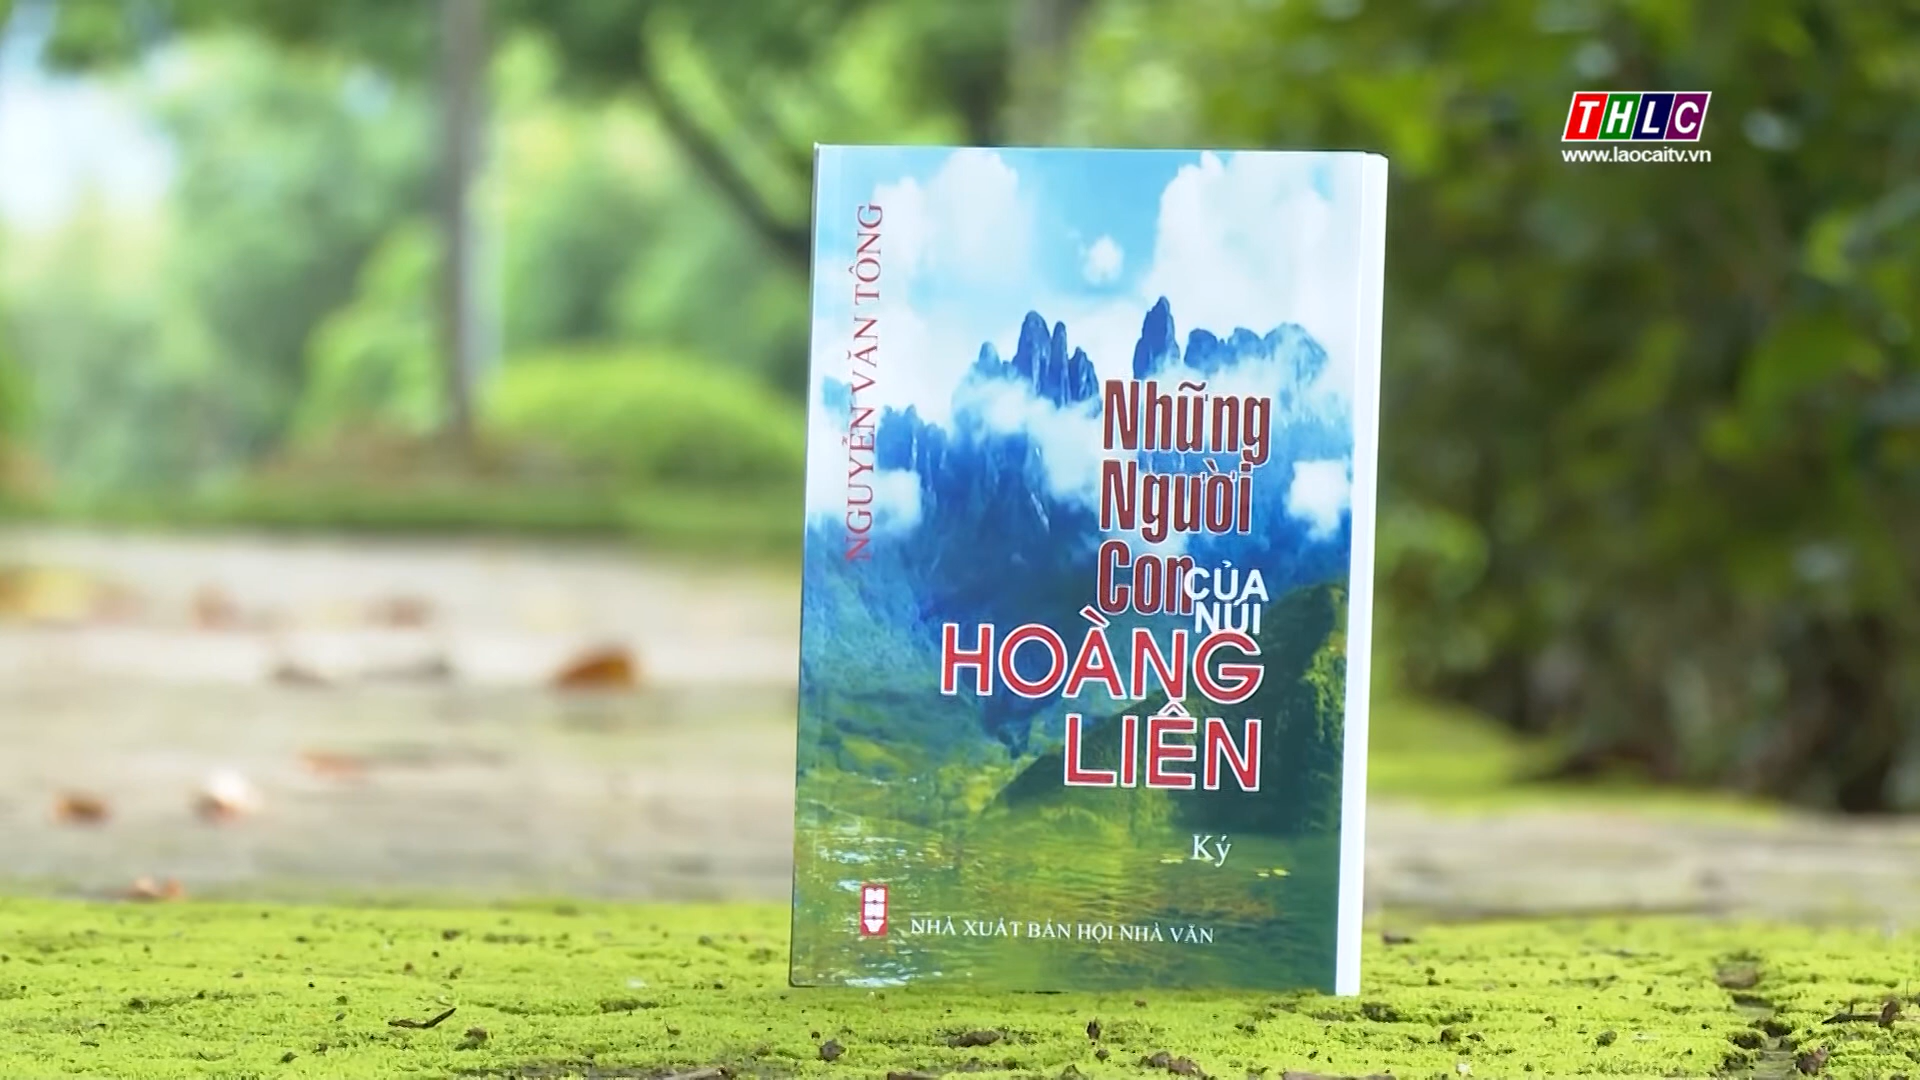 THLC
www.laocaitv.vn
NGUYỄN VĂN TÔNG
Những
Người
Con
CỦA
NÚI
HOÀNG
LIÊN
Ký
NHÀ XUẤT BẢN HỘI NHÀ VĂN